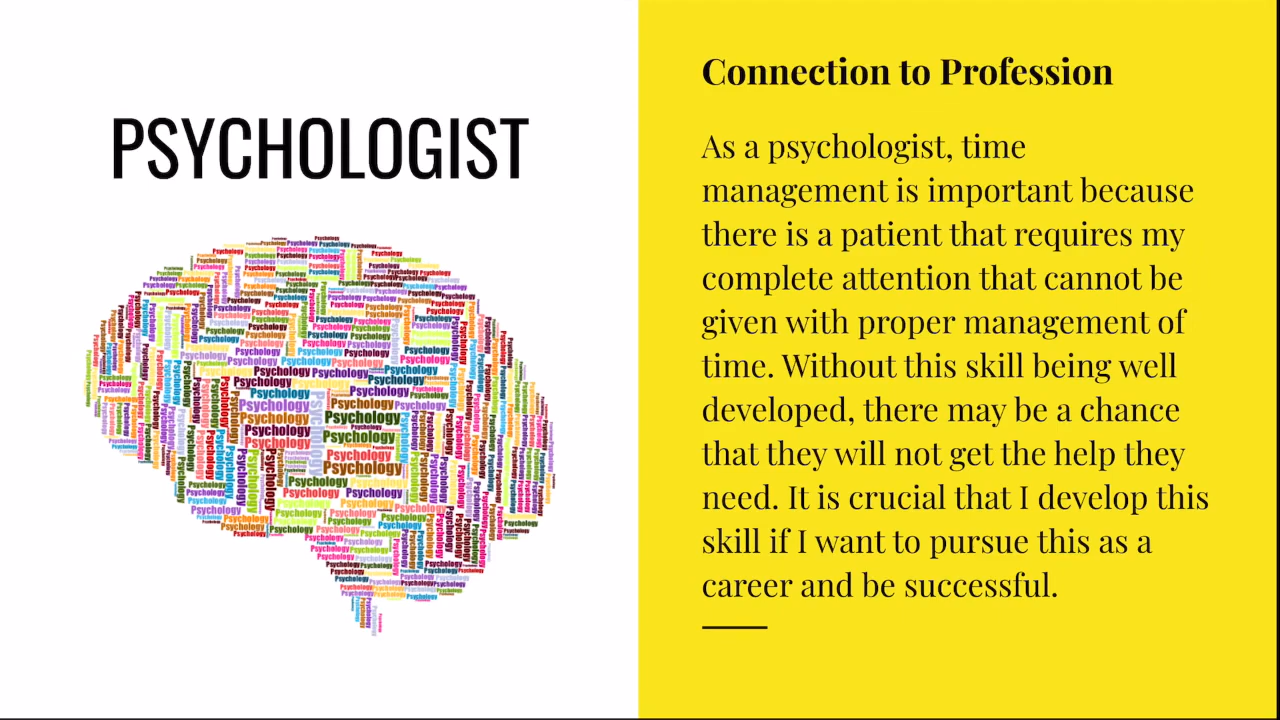 PSYCHOLOGIST
Connection to Profession
As a psychologist, time
management is important because
there is a patient that requires my
complete attention that cannot be
given with proper management of
time. Without this skill being well
developed, there may be a chance
that they will not get the help they
need. It is crucial that I develop this
skill if I want to pursue this as a
career and be successful.
Psychology